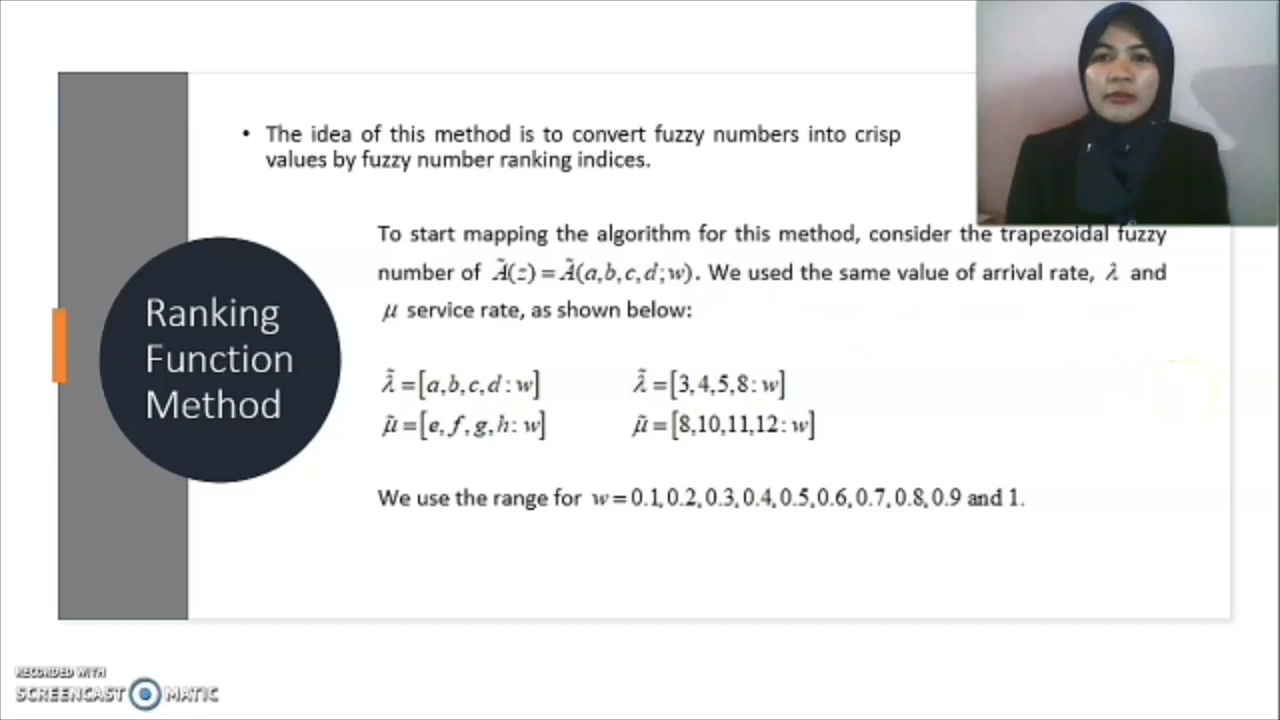 • The idea of this method is to convert fuzzy numbers into crisp
values by fuzzy number ranking indices.
To start mapping the algorithm for this method, consider the trapezoidal fuzzy
number of Ã(z)=Ã(a,b,c,d;w). We used the same value of arrival rate, λ and
μ service rate, as shown below:
Ranking
Function
Method
λ̃=[a,b,c,d:w] λ̃=[3,4,5,8:w]
μ̃=[e,f,g,h:w] μ̃=[8,10,11,12:w]
We use the range for w=0.1,0.2,0.3,0.4,0.5,0.6,0.7,0.8,0.9 and 1.
RECORDED WITH
SCREENCAST MATIC